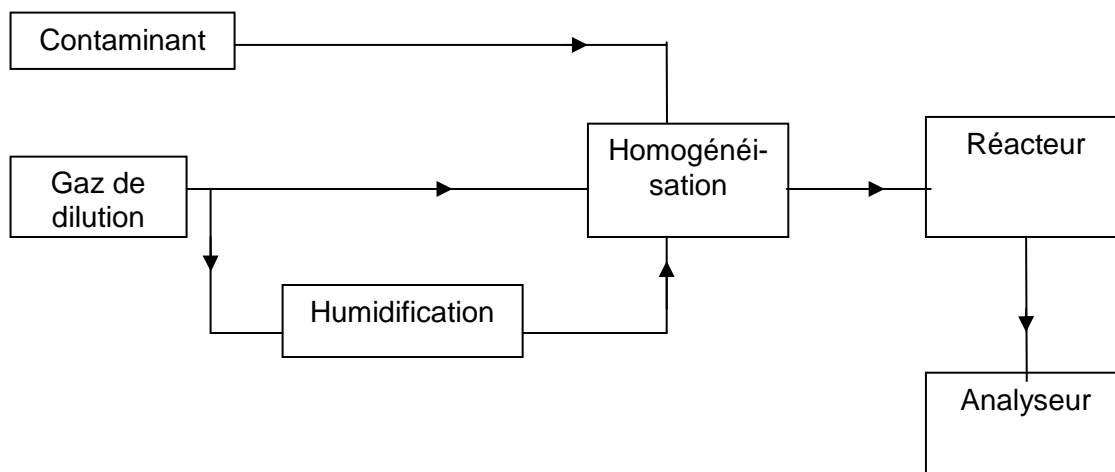 Contaminant
Gaz de
dilution
Humidification
Homogénéi-
sation
Réacteur
Analyseur